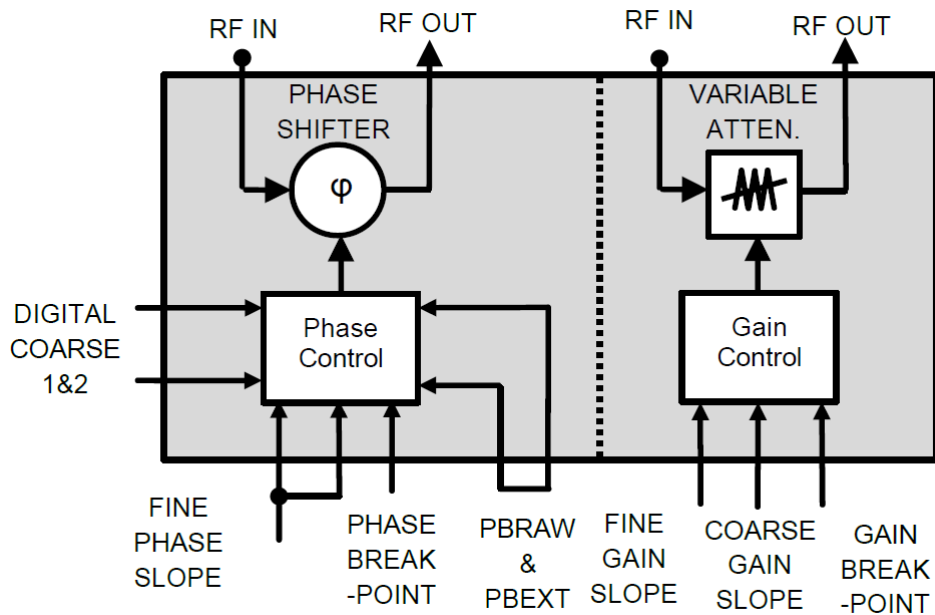 RF IN
RF OUT
RF IN
RF OUT
PHASE
SHIFTER
VARIABLE
ATTEN.
φ
DIGITAL
COARSE
1&2
Phase
Control
Gain
Control
FINE
PHASE
SLOPE
PHASE
BREAK
-POINT
PBRAW
&
PBEXT
FINE
GAIN
SLOPE
COARSE
GAIN
SLOPE
GAIN
BREAK
-POINT